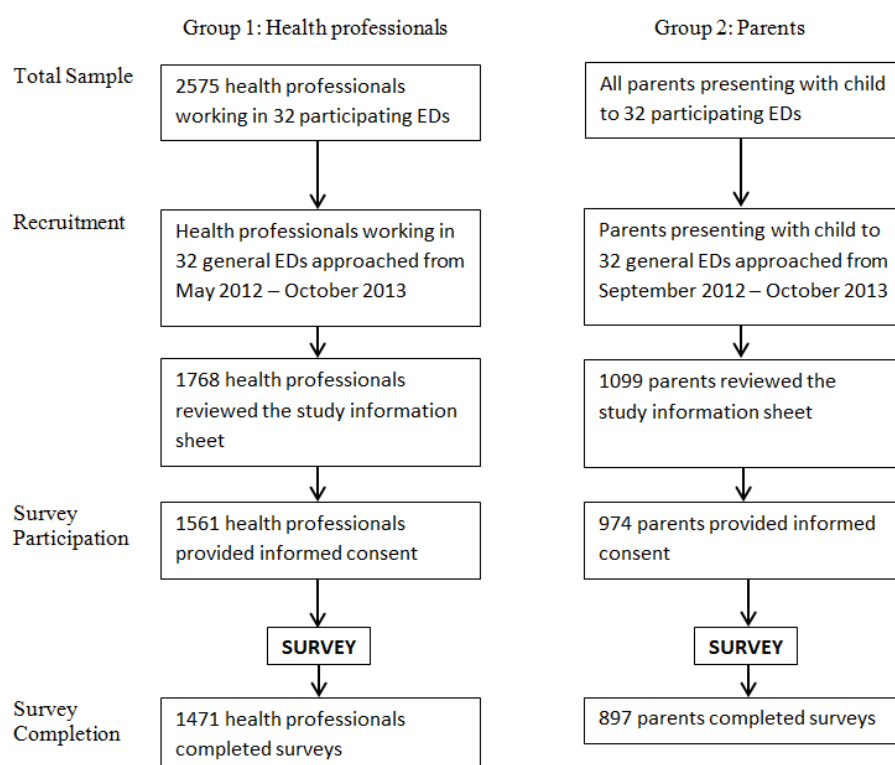 Group 1: Health professionals
Group 2: Parents
Total Sample
2575 health professionals
working in 32 participating EDs
All parents presenting with child
to 32 participating EDs
Recruitment
Health professionals working in
32 general EDs approached from
May 2012 – October 2013
Parents presenting with child to
32 general EDs approached from
September 2012 – October 2013
1768 health professionals
reviewed the study information
sheet
1099 parents reviewed the
study information sheet
Survey
Participation
1561 health professionals
provided informed consent
974 parents provided informed
consent
SURVEY
SURVEY
Survey
Completion
1471 health professionals
completed surveys
897 parents completed surveys